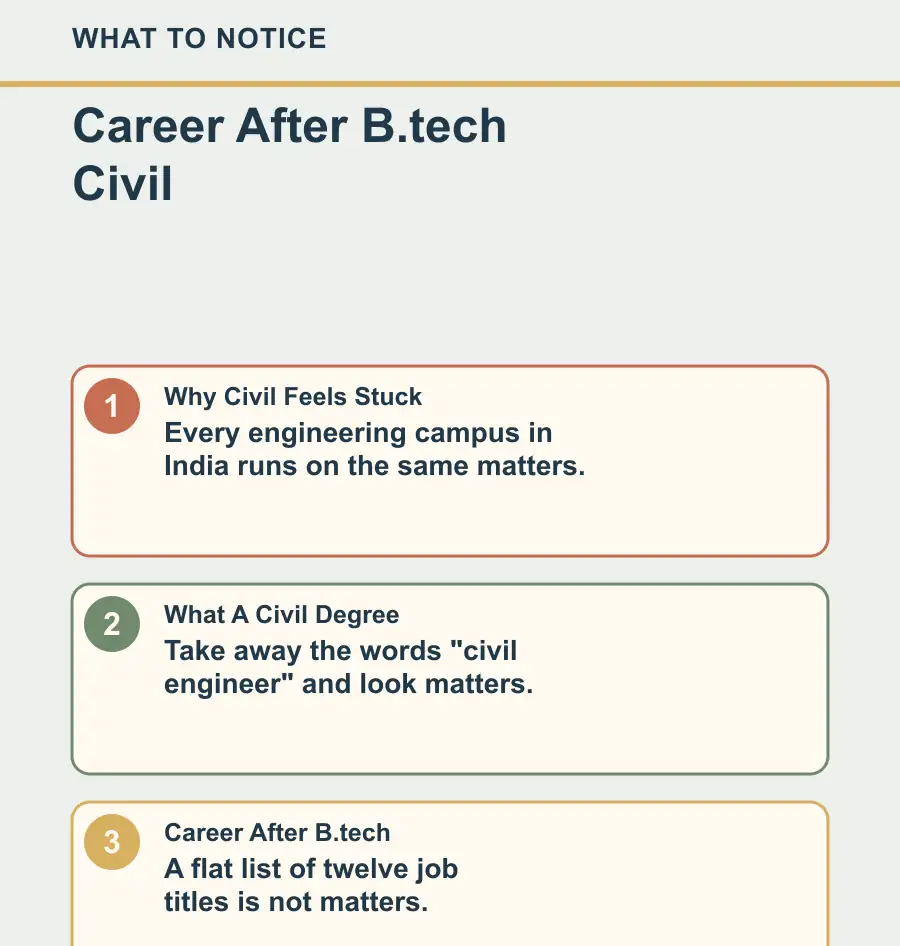 WHAT TO NOTICE
Career After B.tech
Civil
1
Why Civil Feels Stuck
Every engineering campus in
India runs on the same matters.
2
What A Civil Degree
Take away the words "civil
engineer" and look matters.
3
Career After B.tech
A flat list of twelve job
titles is not matters.